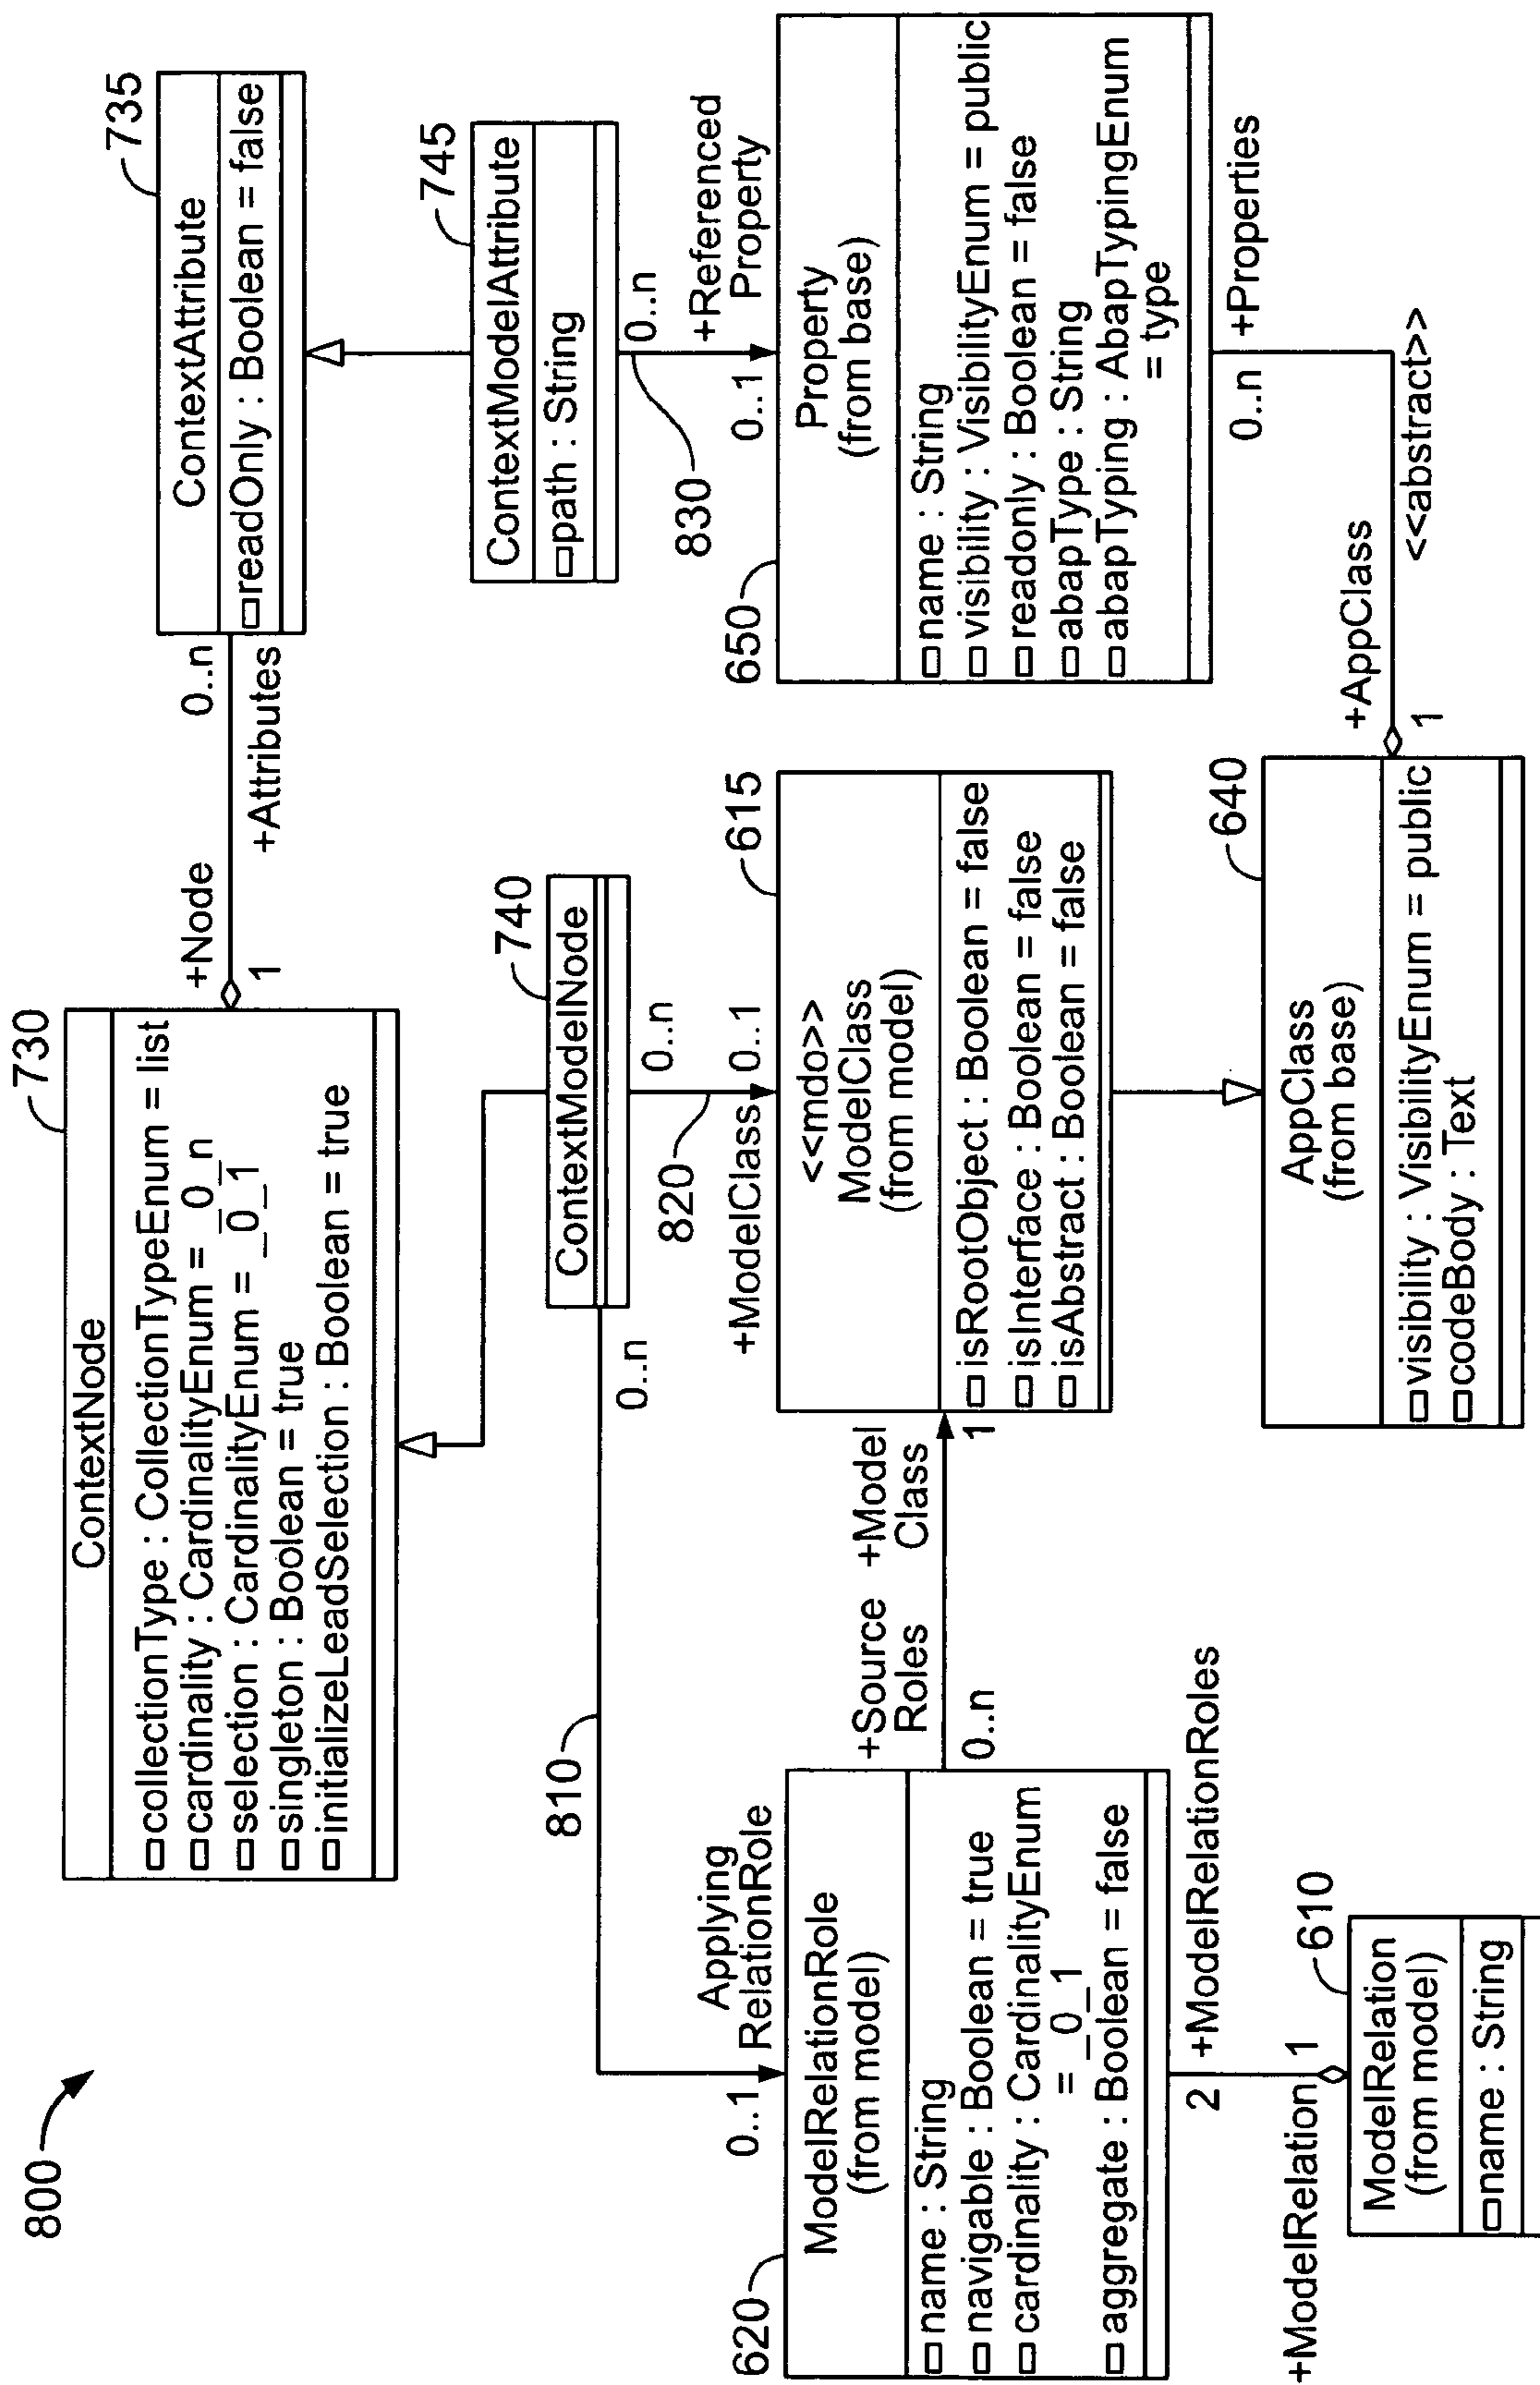 800
730
ContextNode
collectionType : CollectionTypeEnum = list
cardinality : CardinalityEnum = _0_n
selection : CardinalityEnum = _0_1
singleton : Boolean = true
initializeLeadSelection : Boolean = true
+Node
1
0..n
+Attributes
735
ContextAttribute
readOnly : Boolean = false
745
ContextModelAttribute
path : String
0..n
830
0..1
+Referenced
Property
740
ContextModelNode
0..n
810
0..n
820
+ModelClass
0..1
0..1
Applying
RelationRole
620
ModelRelationRole
(from model)
name : String
navigable : Boolean = true
cardinality : CardinalityEnum
= _0_1
aggregate : Boolean = false
+Source
Roles
0..n
+Model
Class
1
615
<<mdo>>
ModelClass
(from model)
isRootObject : Boolean = false
isInterface : Boolean = false
isAbstract : Boolean = false
650
Property
(from base)
name : String
visibility : VisibilityEnum = public
readonly : Boolean = false
abapType : String
abapTyping : AbapTypingEnum
= type
0..n
+Properties
2
+ModelRelationRoles
+ModelRelation
1
610
ModelRelation
(from model)
name : String
640
AppClass
(from base)
visibility : VisibilityEnum = public
codeBody : Text
+AppClass
1
<<abstract>>